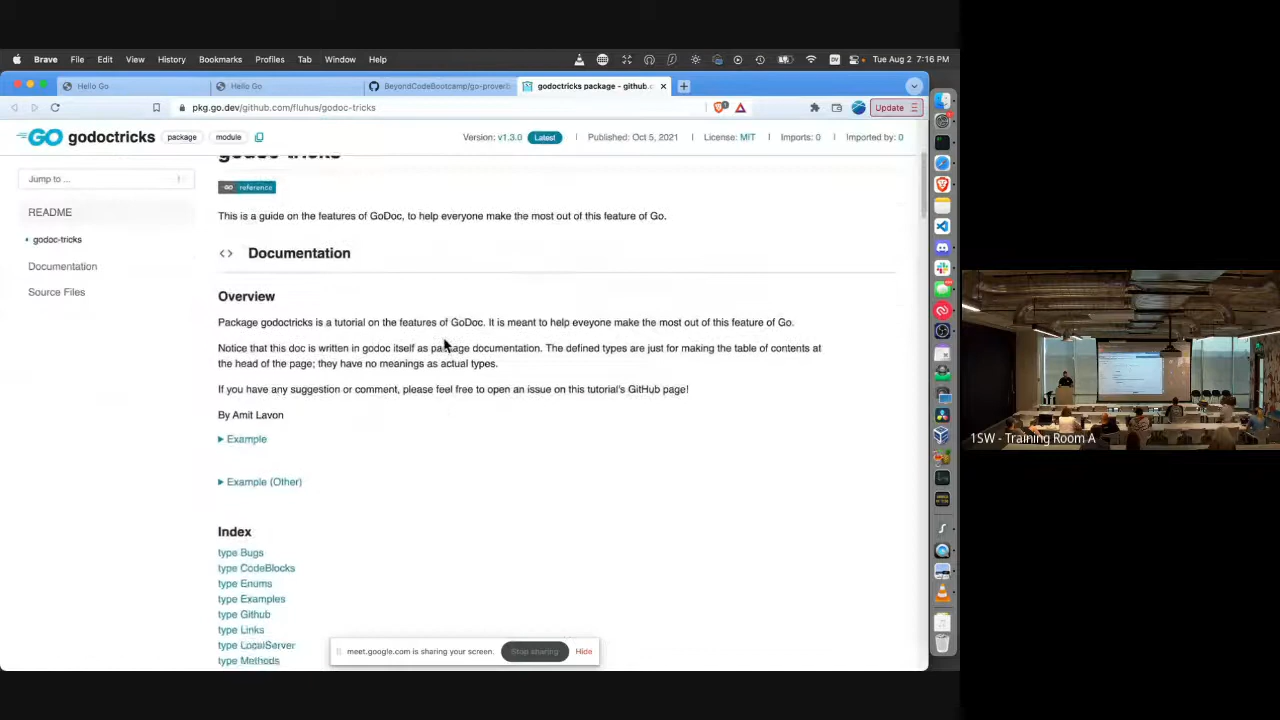 Brave File Edit View History Bookmarks Profiles Tab Window Help Tue Aug 2 7:16 PM
Hello Go Hello Go BeyondCodeBootcamp/go-proverb godoctricks package - github.c
pkg.go.dev/github.com/fluhus/godoc-tricks Update
GO godoctricks package module Version: v1.3.0 Latest Published: Oct 5, 2021 License: MIT Imports: 0 Imported by: 0
godoc-tricks
Jump to ...
GO reference
README
This is a guide on the features of GoDoc, to help everyone make the most out of this feature of Go.
godoc-tricks
<> Documentation
Documentation
Source Files
Overview
Package godoctricks is a tutorial on the features of GoDoc. It is meant to help eveyone make the most out of this feature of Go.
Notice that this doc is written in godoc itself as package documentation. The defined types are just for making the table of contents at
the head of the page; they have no meanings as actual types.
If you have any suggestion or comment, please feel free to open an issue on this tutorial's GitHub page!
By Amit Lavon
Example
Example (Other)
Index
type Bugs
type CodeBlocks
type Enums
type Examples
type Github
type Links
type LocalServer
type Methods
meet.google.com is sharing your screen. Stop sharing Hide
1SW - Training Room A